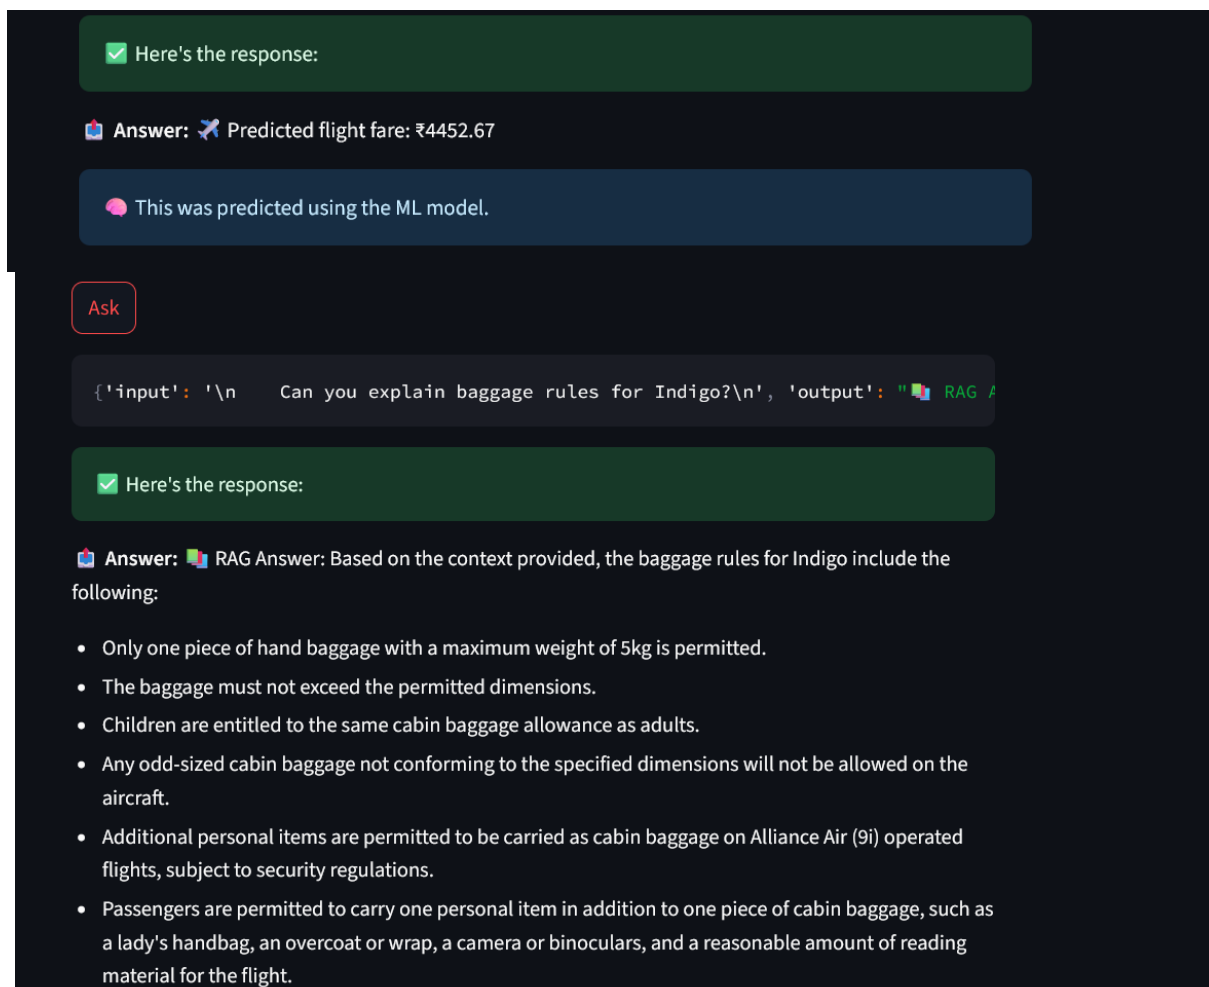 ✅ Here's the response:
📤 Answer: ✈️ Predicted flight fare: ₹4452.67
🧠 This was predicted using the ML model.
Ask
{'input': '\n    Can you explain baggage rules for Indigo?\n', 'output': "📚 RAG
✅ Here's the response:
📤 Answer: 📚 RAG Answer: Based on the context provided, the baggage rules for Indigo include the
following:
• Only one piece of hand baggage with a maximum weight of 5kg is permitted.
• The baggage must not exceed the permitted dimensions.
• Children are entitled to the same cabin baggage allowance as adults.
• Any odd-sized cabin baggage not conforming to the specified dimensions will not be allowed on the
aircraft.
• Additional personal items are permitted to be carried as cabin baggage on Alliance Air (9i) operated
flights, subject to security regulations.
• Passengers are permitted to carry one personal item in addition to one piece of cabin baggage, such as
a lady's handbag, an overcoat or wrap, a camera or binoculars, and a reasonable amount of reading
material for the flight.